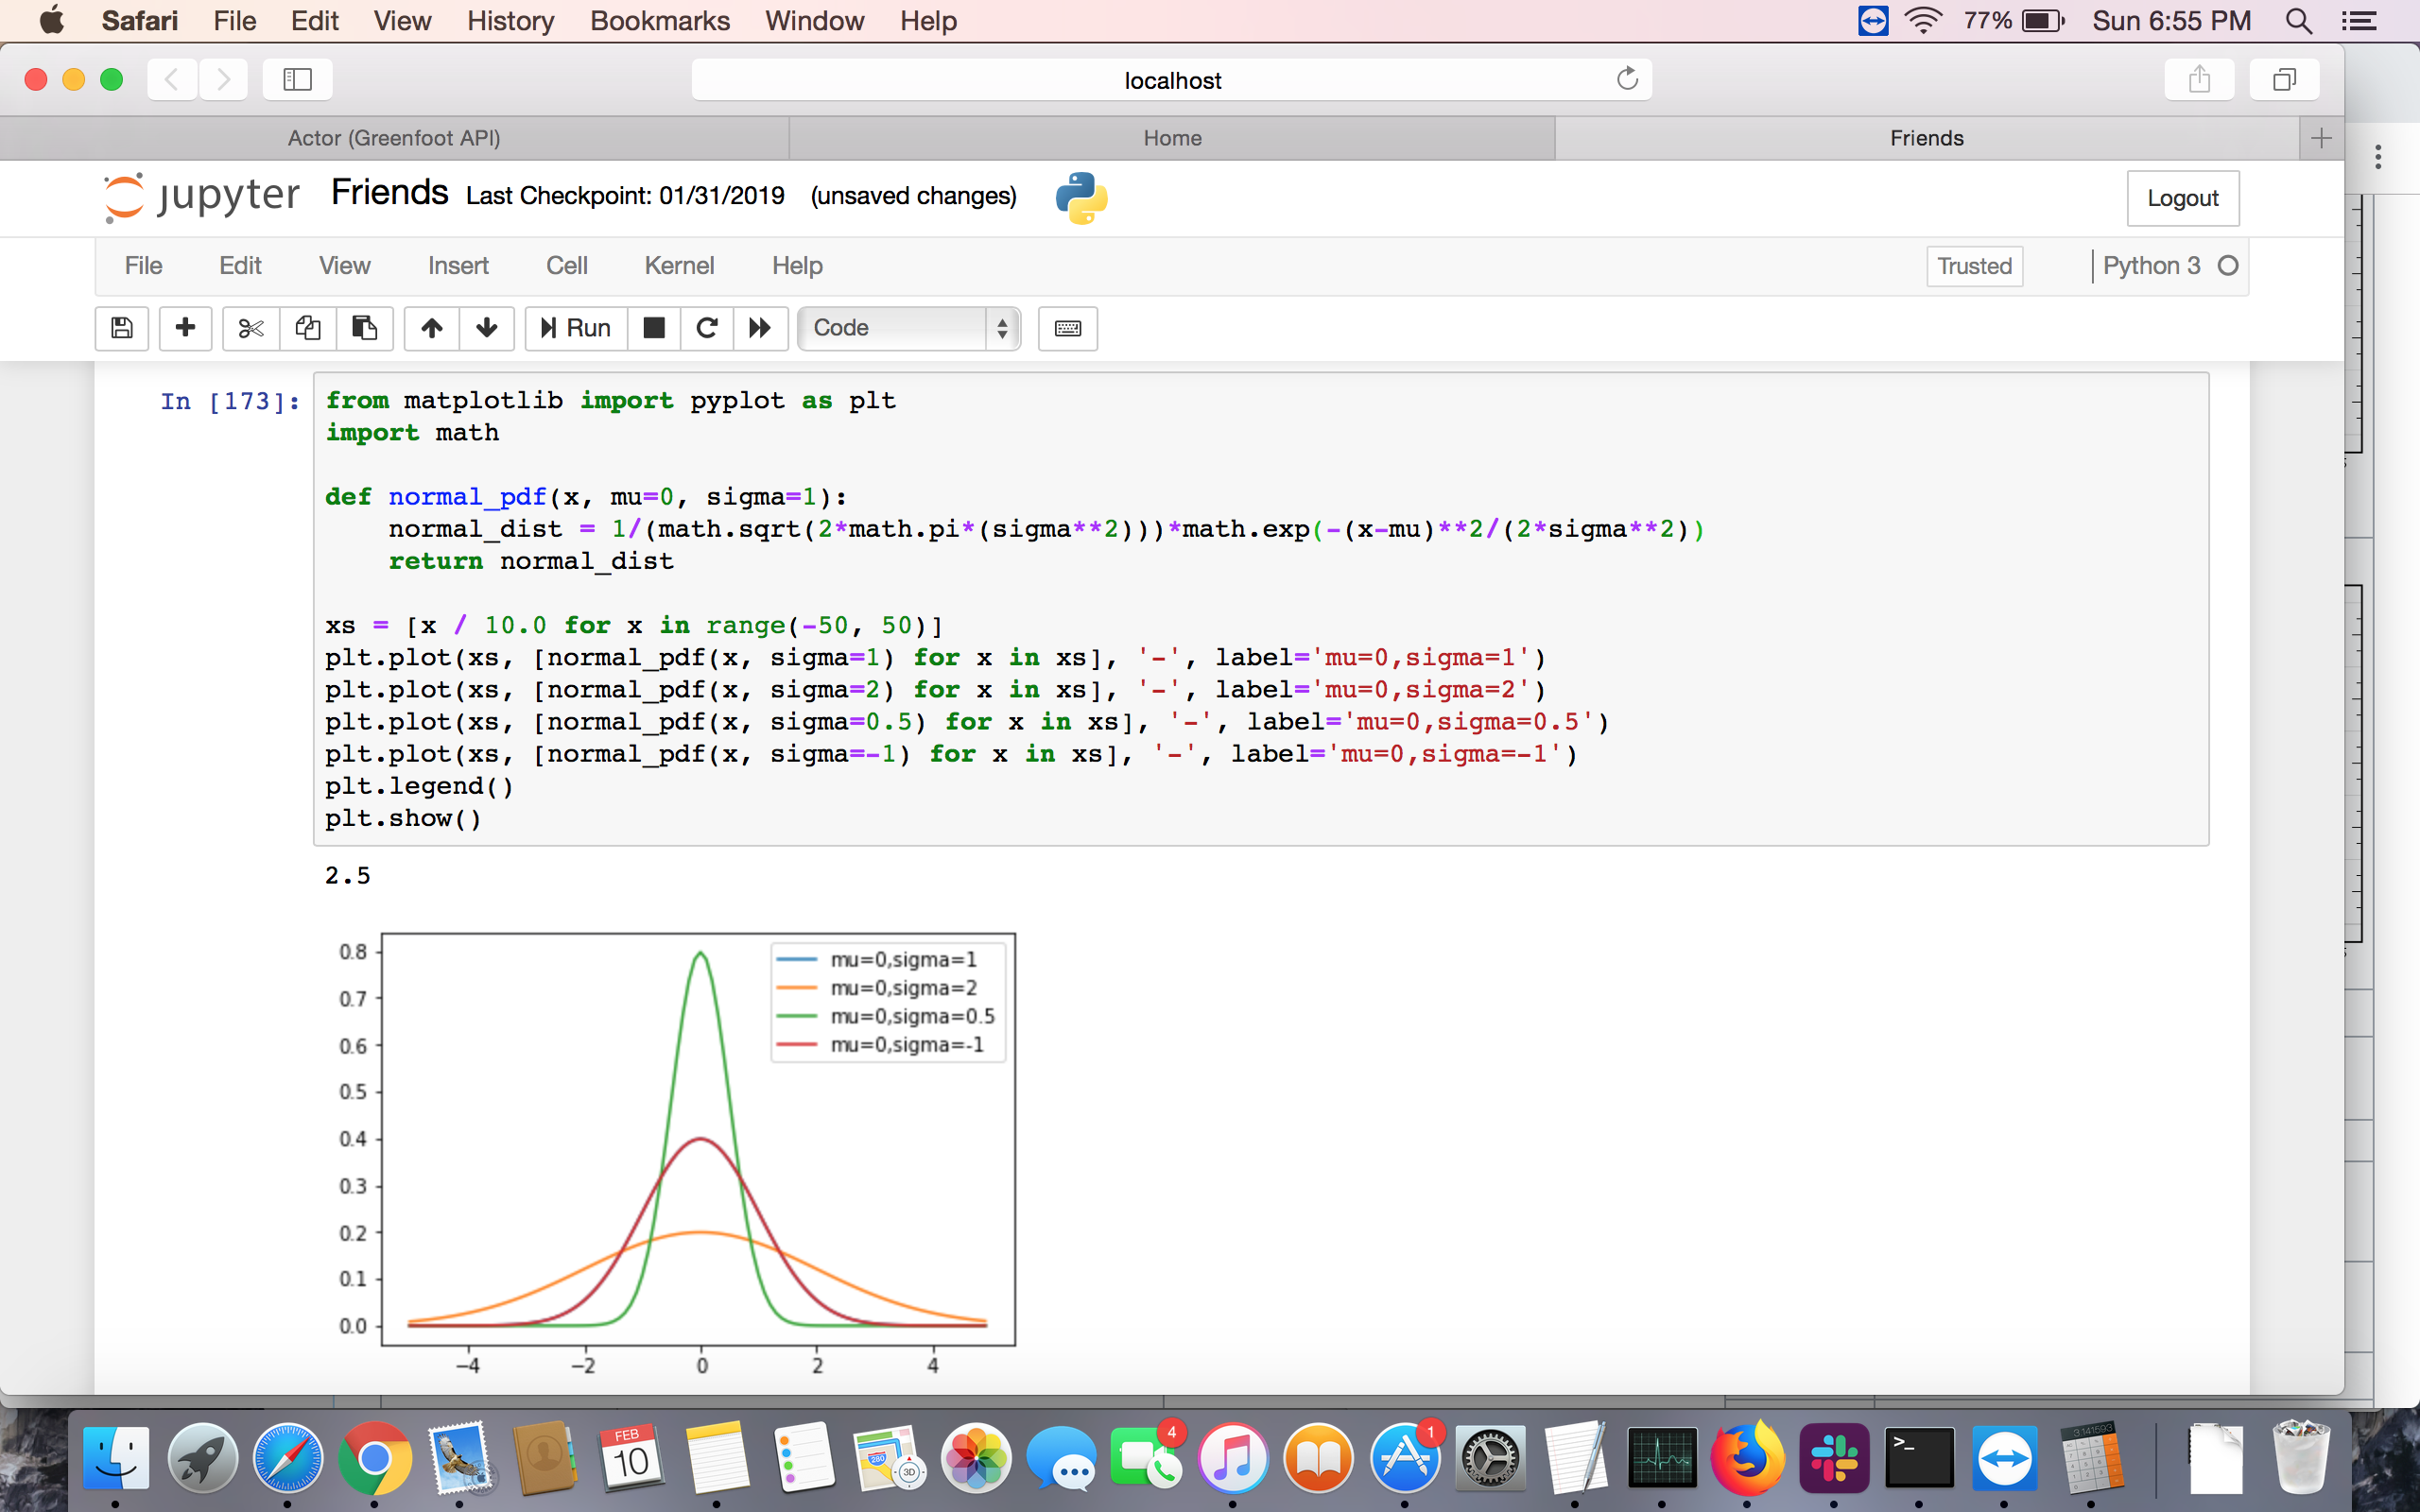 Safari File Edit View History Bookmarks Window Help 77% Sun 6:55 PM
localhost
Actor (Greenfoot API) Home Friends
jupyter Friends Last Checkpoint: 01/31/2019 (unsaved changes) Logout
File Edit View Insert Cell Kernel Help Trusted Python 3
Run Code
In [173]: from matplotlib import pyplot as plt
import math
def normal_pdf(x, mu=0, sigma=1):
    normal_dist = 1/(math.sqrt(2*math.pi*(sigma**2)))*math.exp(-(x-mu)**2/(2*sigma**2))
    return normal_dist
xs = [x / 10.0 for x in range(-50, 50)]
plt.plot(xs, [normal_pdf(x, sigma=1) for x in xs], '-', label='mu=0,sigma=1')
plt.plot(xs, [normal_pdf(x, sigma=2) for x in xs], '-', label='mu=0,sigma=2')
plt.plot(xs, [normal_pdf(x, sigma=0.5) for x in xs], '-', label='mu=0,sigma=0.5')
plt.plot(xs, [normal_pdf(x, sigma=-1) for x in xs], '-', label='mu=0,sigma=-1')
plt.legend()
plt.show()
2.5
mu=0,sigma=1
mu=0,sigma=2
mu=0,sigma=0.5
mu=0,sigma=-1
0.8
0.7
0.6
0.5
0.4
0.3
0.2
0.1
0.0
−4 −2 0 2 4
FEB
10
280
3D
4
1
>_
3.141593